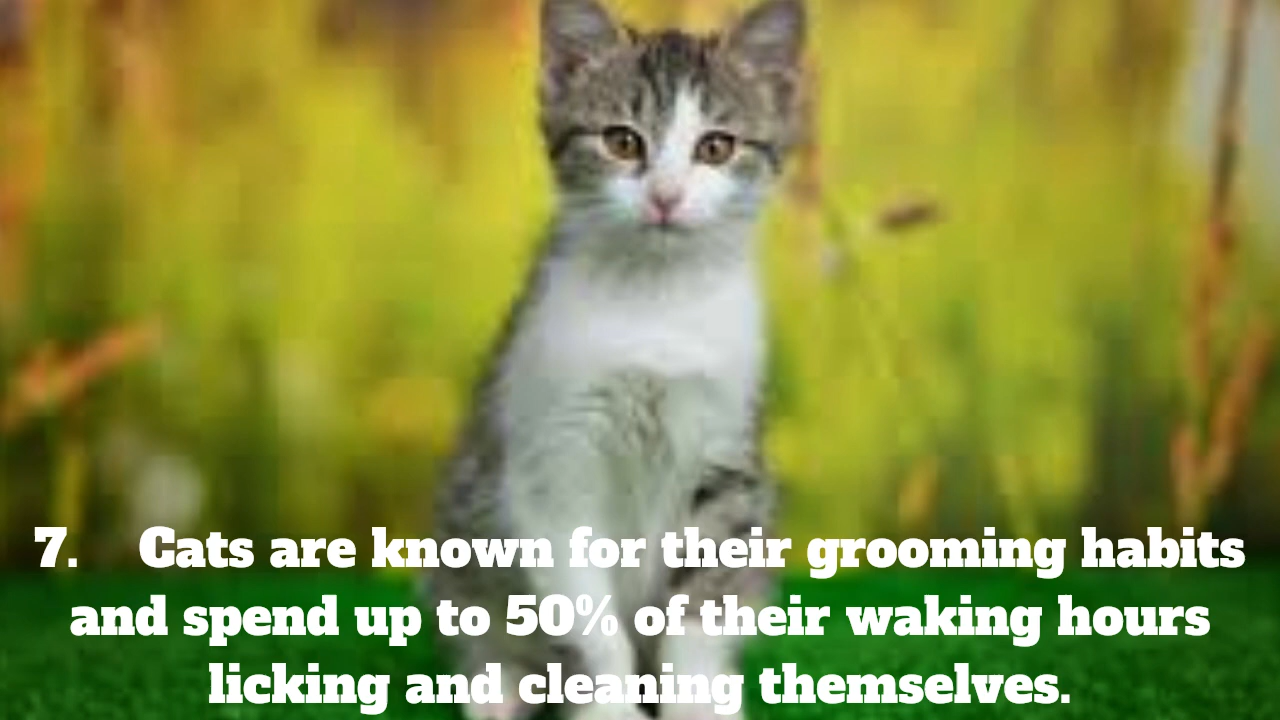 7. Cats are known for their grooming habits
and spend up to 50% of their waking hours
licking and cleaning themselves.